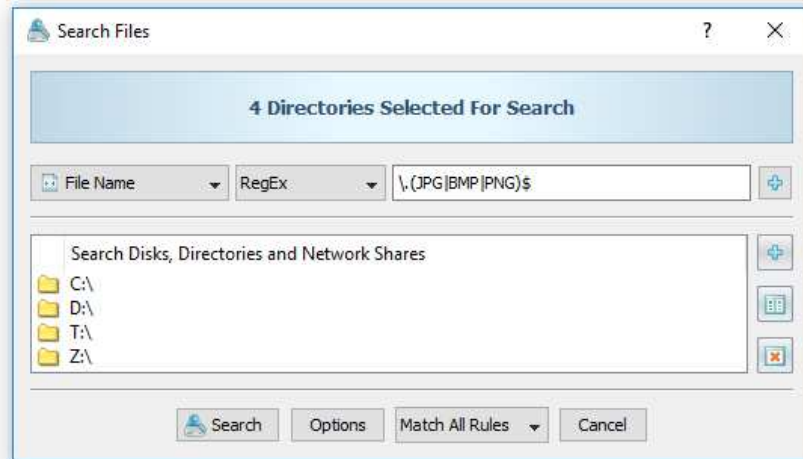 Search Files
?
4 Directories Selected For Search
File Name RegEx \.(JPG|BMP|PNG)$
Search Disks, Directories and Network Shares
C:\
D:\
T:\
Z:\
Search Options Match All Rules Cancel